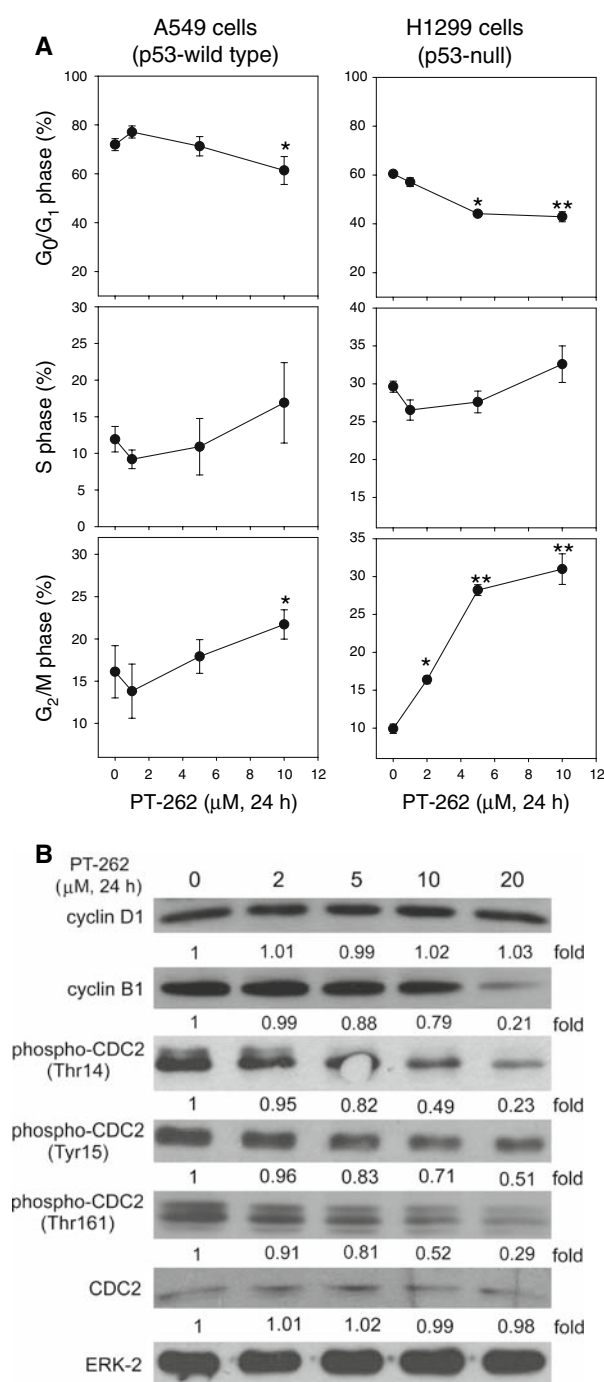 A549 cells
(p53-wild type)
H1299 cells
(p53-null)
A
G0/G1 phase (%)
100
80
60
40
20
*
100
80
60
40
20
*
**
S phase (%)
30
25
20
15
10
5
0
40
35
30
25
20
15
G2/M phase (%)
30
25
20
15
10
*
35
30
25
20
15
10
*
**
**
0 2 4 6 8 10 12
0 2 4 6 8 10 12
PT-262 (μM, 24 h)
PT-262 (μM, 24 h)
B
PT-262
(μM, 24 h)
0 2 5 10 20
cyclin D1
1 1.01 0.99 1.02 1.03 fold
cyclin B1
1 0.99 0.88 0.79 0.21 fold
phospho-CDC2
(Thr14)
1 0.95 0.82 0.49 0.23 fold
phospho-CDC2
(Tyr15)
1 0.96 0.83 0.71 0.51 fold
phospho-CDC2
(Thr161)
1 0.91 0.81 0.52 0.29 fold
CDC2
1 1.01 1.02 0.99 0.98 fold
ERK-2